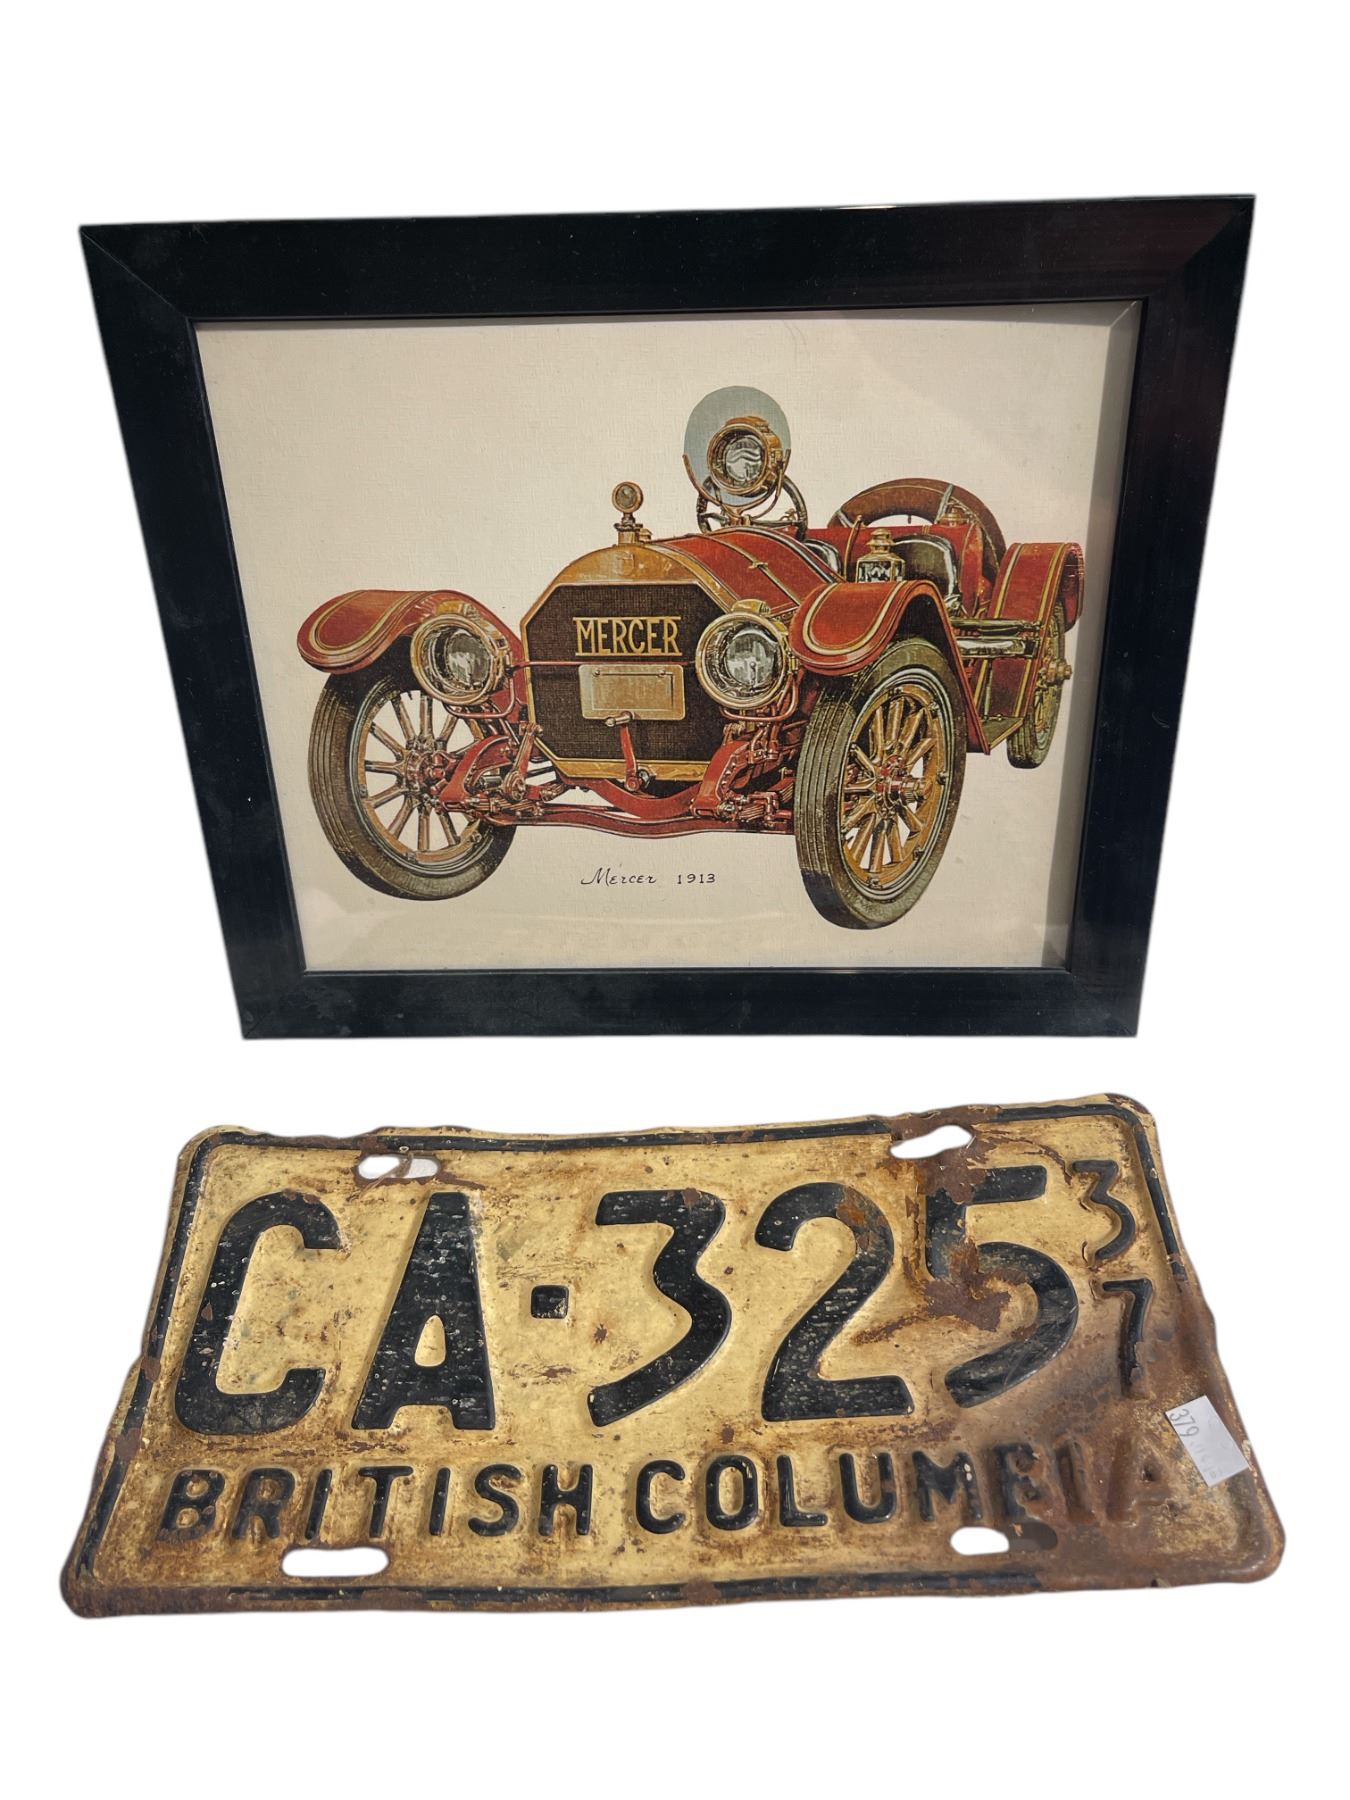 MERCER
Mercer 1913
CA-325 37
BRITISH COLUMBIA
379